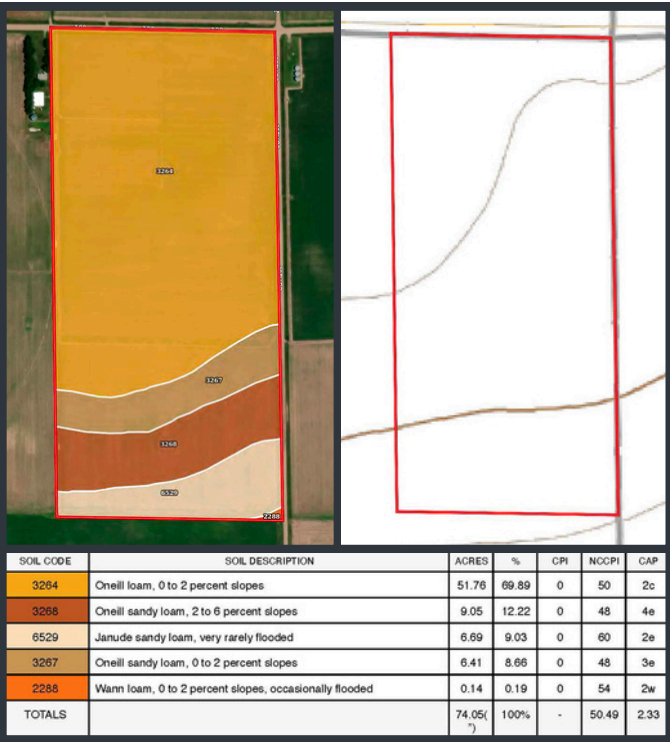 3264
3267
3268
6529
2288
SOIL CODE SOIL DESCRIPTION ACRES % CPI NCCPI CAP
3264 Oneill loam, 0 to 2 percent slopes 51.76 69.89 0 50 2c
3268 Oneill sandy loam, 2 to 6 percent slopes 9.05 12.22 0 48 4e
6529 Janude sandy loam, very rarely flooded 6.69 9.03 0 60 2e
3267 Oneill sandy loam, 0 to 2 percent slopes 6.41 8.66 0 48 3e
2288 Wann loam, 0 to 2 percent slopes, occasionally flooded 0.14 0.19 0 54 2w
TOTALS 74.05( 100% - 50.49 2.33
")